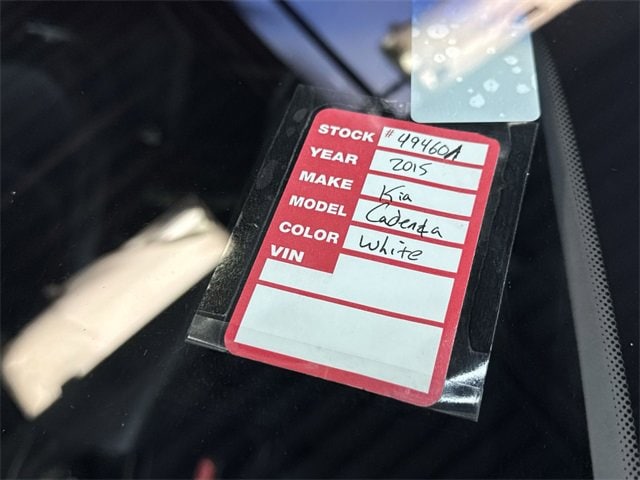 STOCK # 49460A
YEAR 2015
MAKE Kia
MODEL Cadenza
COLOR White
VIN